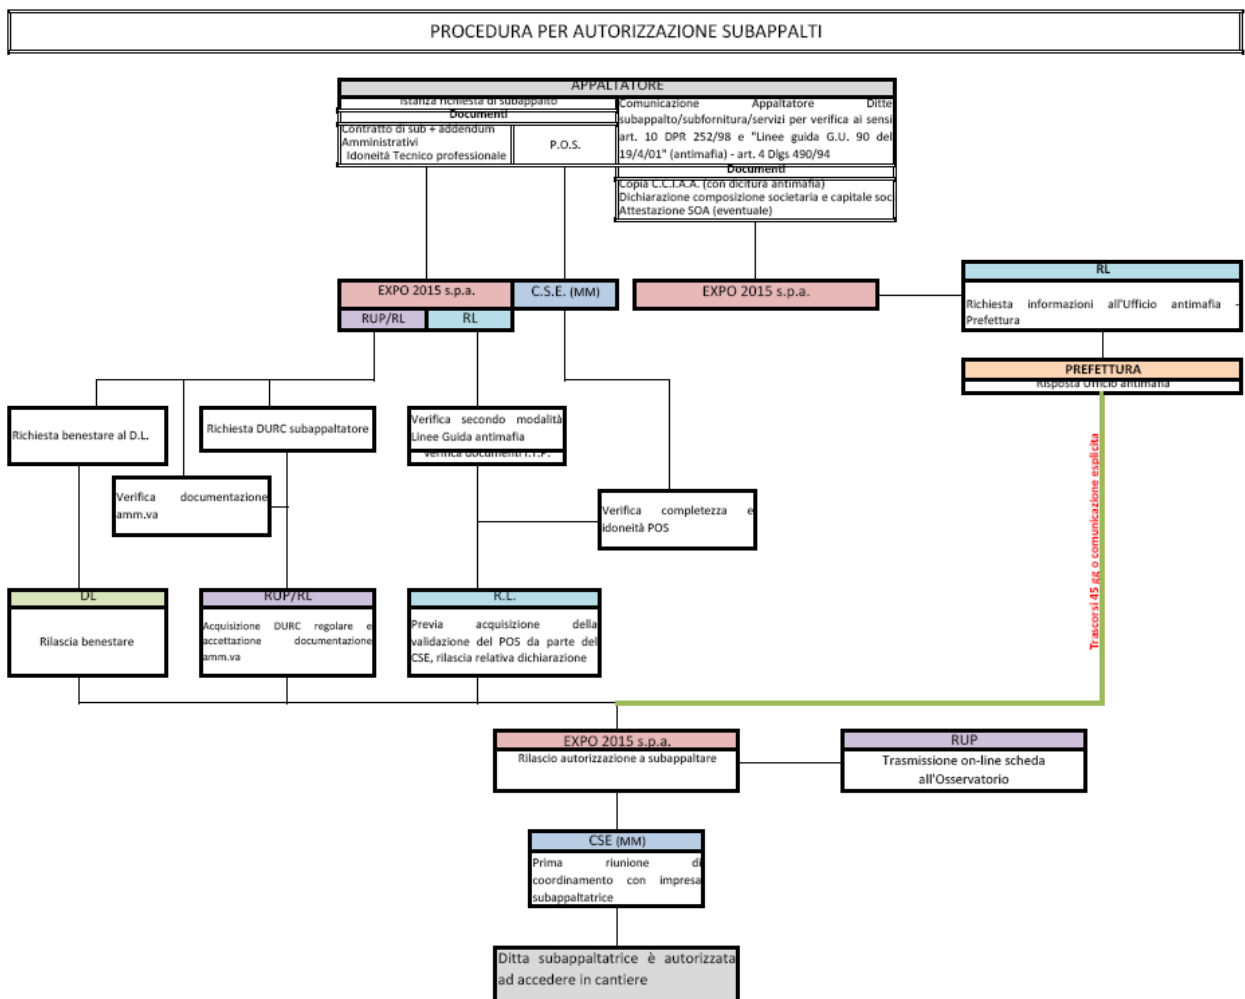 PROCEDURA PER AUTORIZZAZIONE SUBAPPALTI
APPALTATORE
Istanza richiesta di subappalto
Documenti
Contratto di sub + addendum
Amministrativi
Idoneità Tecnico professionale
P.O.S.
Comunicazione Appaltatore Ditte
subappalto/subfornitura/servizi per verifica ai sensi
art. 10 DPR 252/98 e "Linee guida G.U. 90 del
19/4/01" (antimafia) - art. 4 Dlgs 490/94
Documenti
Copia C.C.I.A.A. (con dicitura antimafia)
Dichiarazione composizione societaria e capitale soc
Attestazione SOA (eventuale)
EXPO 2015 s.p.a.
C.S.E. (MM)
RUP/RL
RL
EXPO 2015 s.p.a.
RL
Richiesta informazioni all'Ufficio antimafia -
Prefettura
PREFETTURA
Risposta Ufficio antimafia
Richiesta benestare al D.L.
Richiesta DURC subappaltatore
Verifica secondo modalità
Linee Guida antimafia
Verifica documenti I.T.P.
Verifica documentazione
amm.va
Verifica completezza e
idoneità POS
Trascorsi 45 gg o comunicazione esplicita
DL
Rilascia benestare
RUP/RL
Acquisizione DURC regolare e
accettazione documentazione
amm.va
R.L.
Previa acquisizione della
validazione del POS da parte del
CSE, rilascia relativa dichiarazione
EXPO 2015 s.p.a.
Rilascio autorizzazione a subappaltare
RUP
Trasmissione on-line scheda
all'Osservatorio
CSE (MM)
Prima riunione di
coordinamento con impresa
subappaltatrice
Ditta subappaltatrice è autorizzata
ad accedere in cantiere